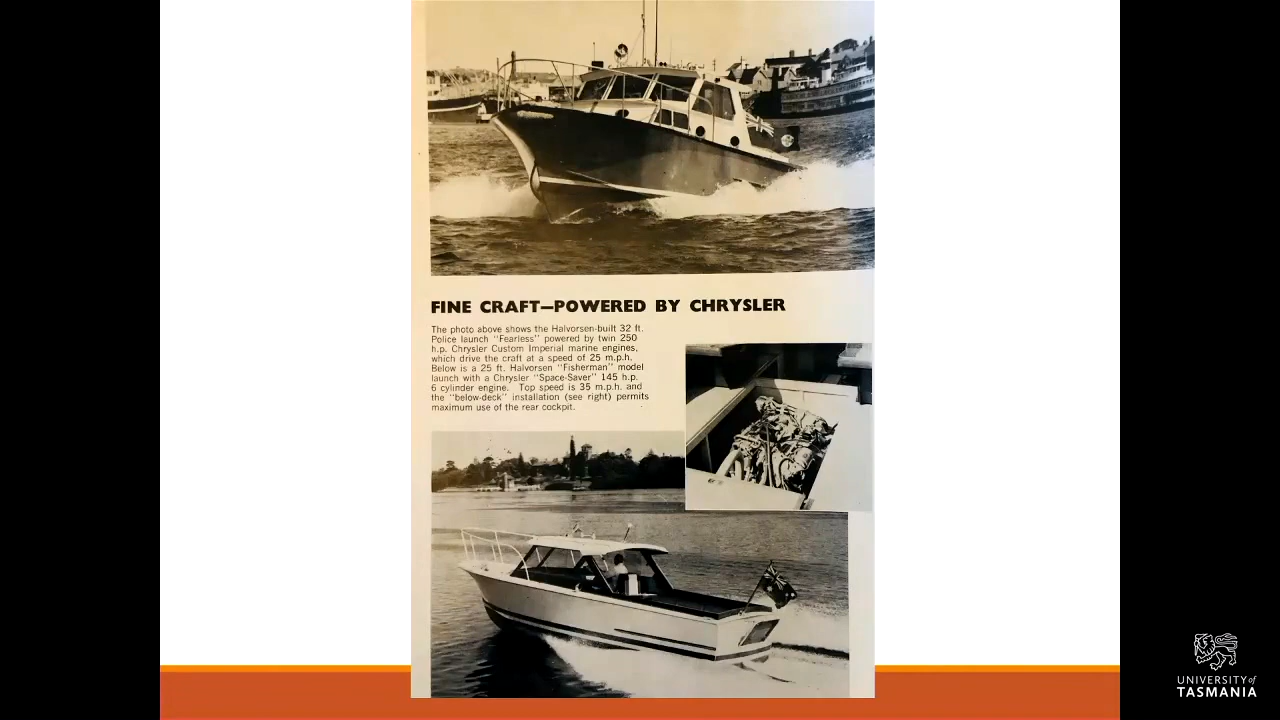 FINE CRAFT—POWERED BY CHRYSLER
The photo above shows the Halvorsen-built 32 ft.
Police launch "Fearless" powered by twin 250
h.p. Chrysler Custom Imperial marine engines,
which drive the craft at a speed of 25 m.p.h.
Below is a 25 ft. Halvorsen "Fisherman" model
launch with a Chrysler "Space-Saver" 145 h.p.
6 cylinder engine. Top speed is 35 m.p.h. and
the "below-deck" installation (see right) permits
maximum use of the rear cockpit.
UNIVERSITY of
TASMANIA